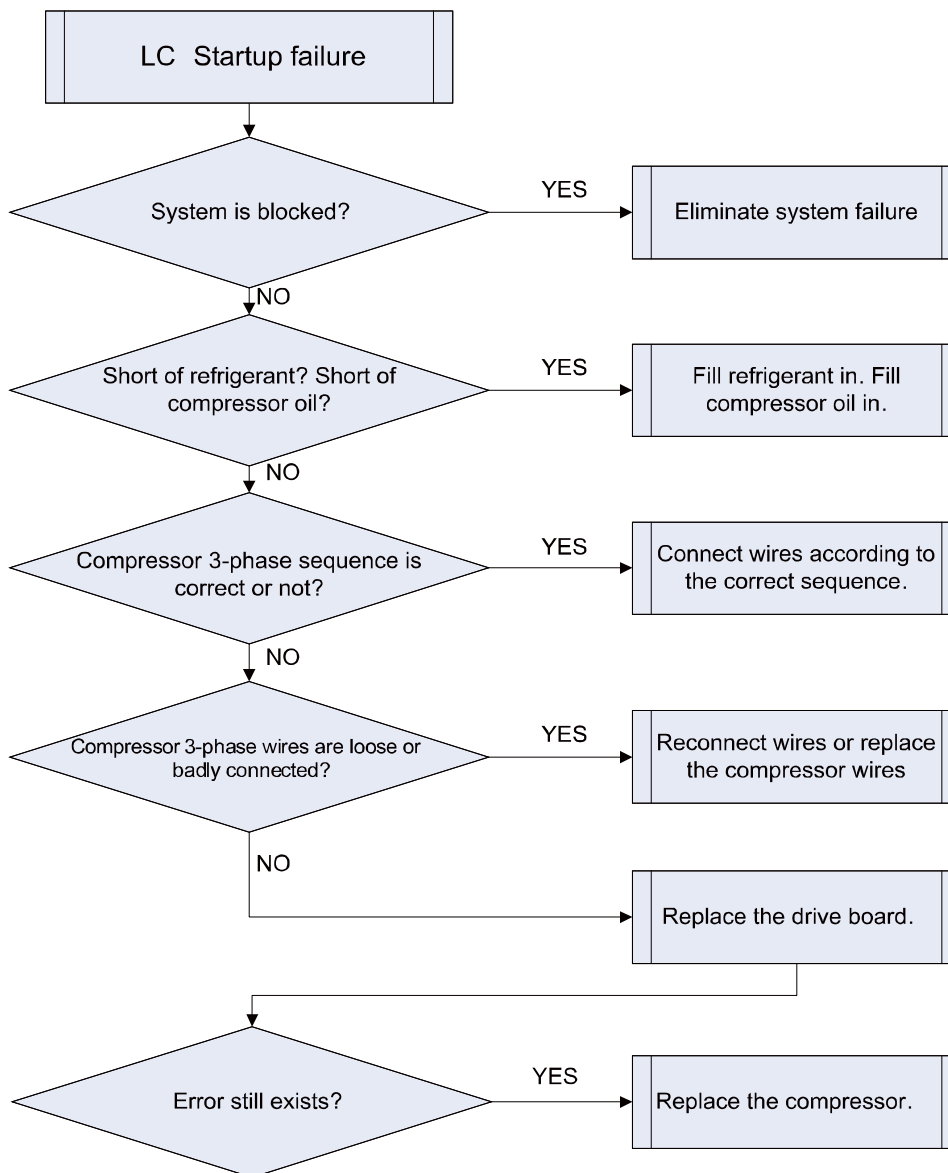 LC Startup failure
System is blocked?
YES
Eliminate system failure
NO
Short of refrigerant? Short of
compressor oil?
YES
Fill refrigerant in. Fill
compressor oil in.
NO
Compressor 3-phase sequence is
correct or not?
YES
Connect wires according to
the correct sequence.
NO
Compressor 3-phase wires are loose or
badly connected?
YES
Reconnect wires or replace
the compressor wires
NO
Replace the drive board.
Error still exists?
YES
Replace the compressor.